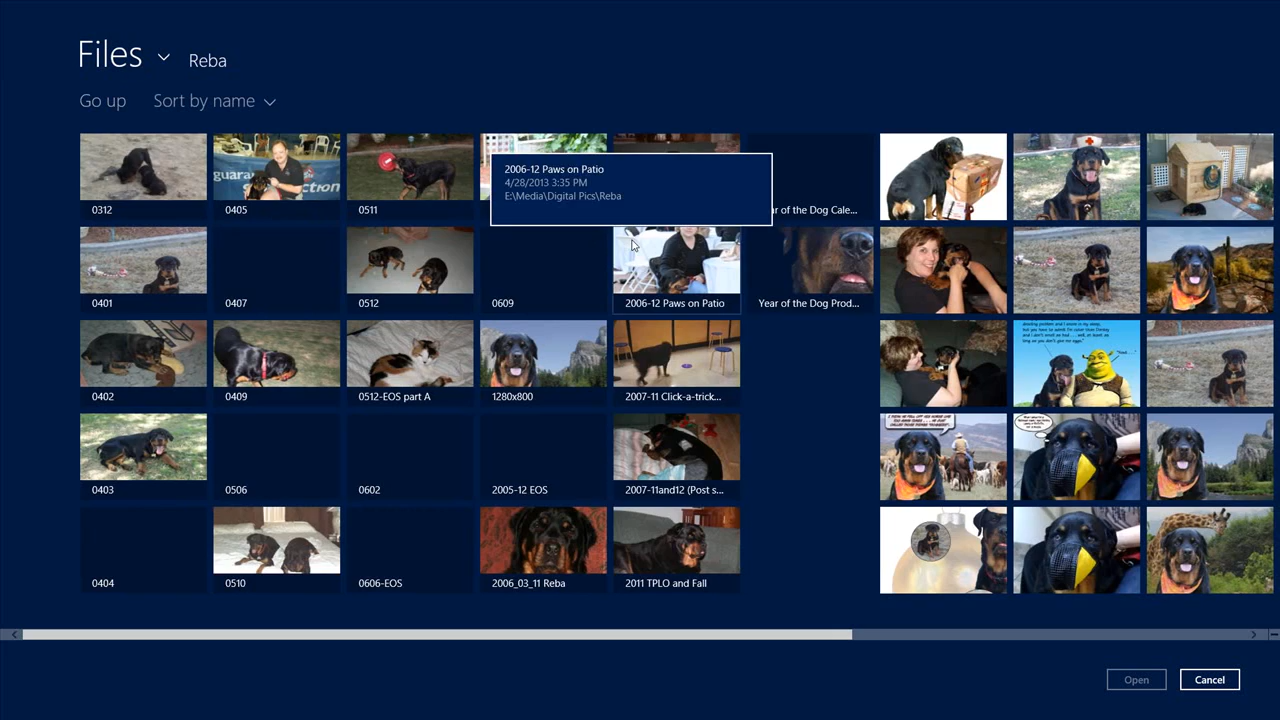 Files
Reba
Go up
Sort by name
0312
0405
0511
2006-12 Paws on Patio
4/28/2013 3:35 PM
E:\Media\Digital Pics\Reba
r of the Dog Cale...
0401
0407
0512
0609
2006-12 Paws on Patio
Year of the Dog Prod...
0402
0409
0512-EOS part A
1280x800
2007-11 Click-a-trick...
0403
0506
0602
2005-12 EOS
2007-11and12 (Post s...
0404
0510
0606-EOS
2006_03_11 Reba
2011 TPLO and Fall
Open
Cancel